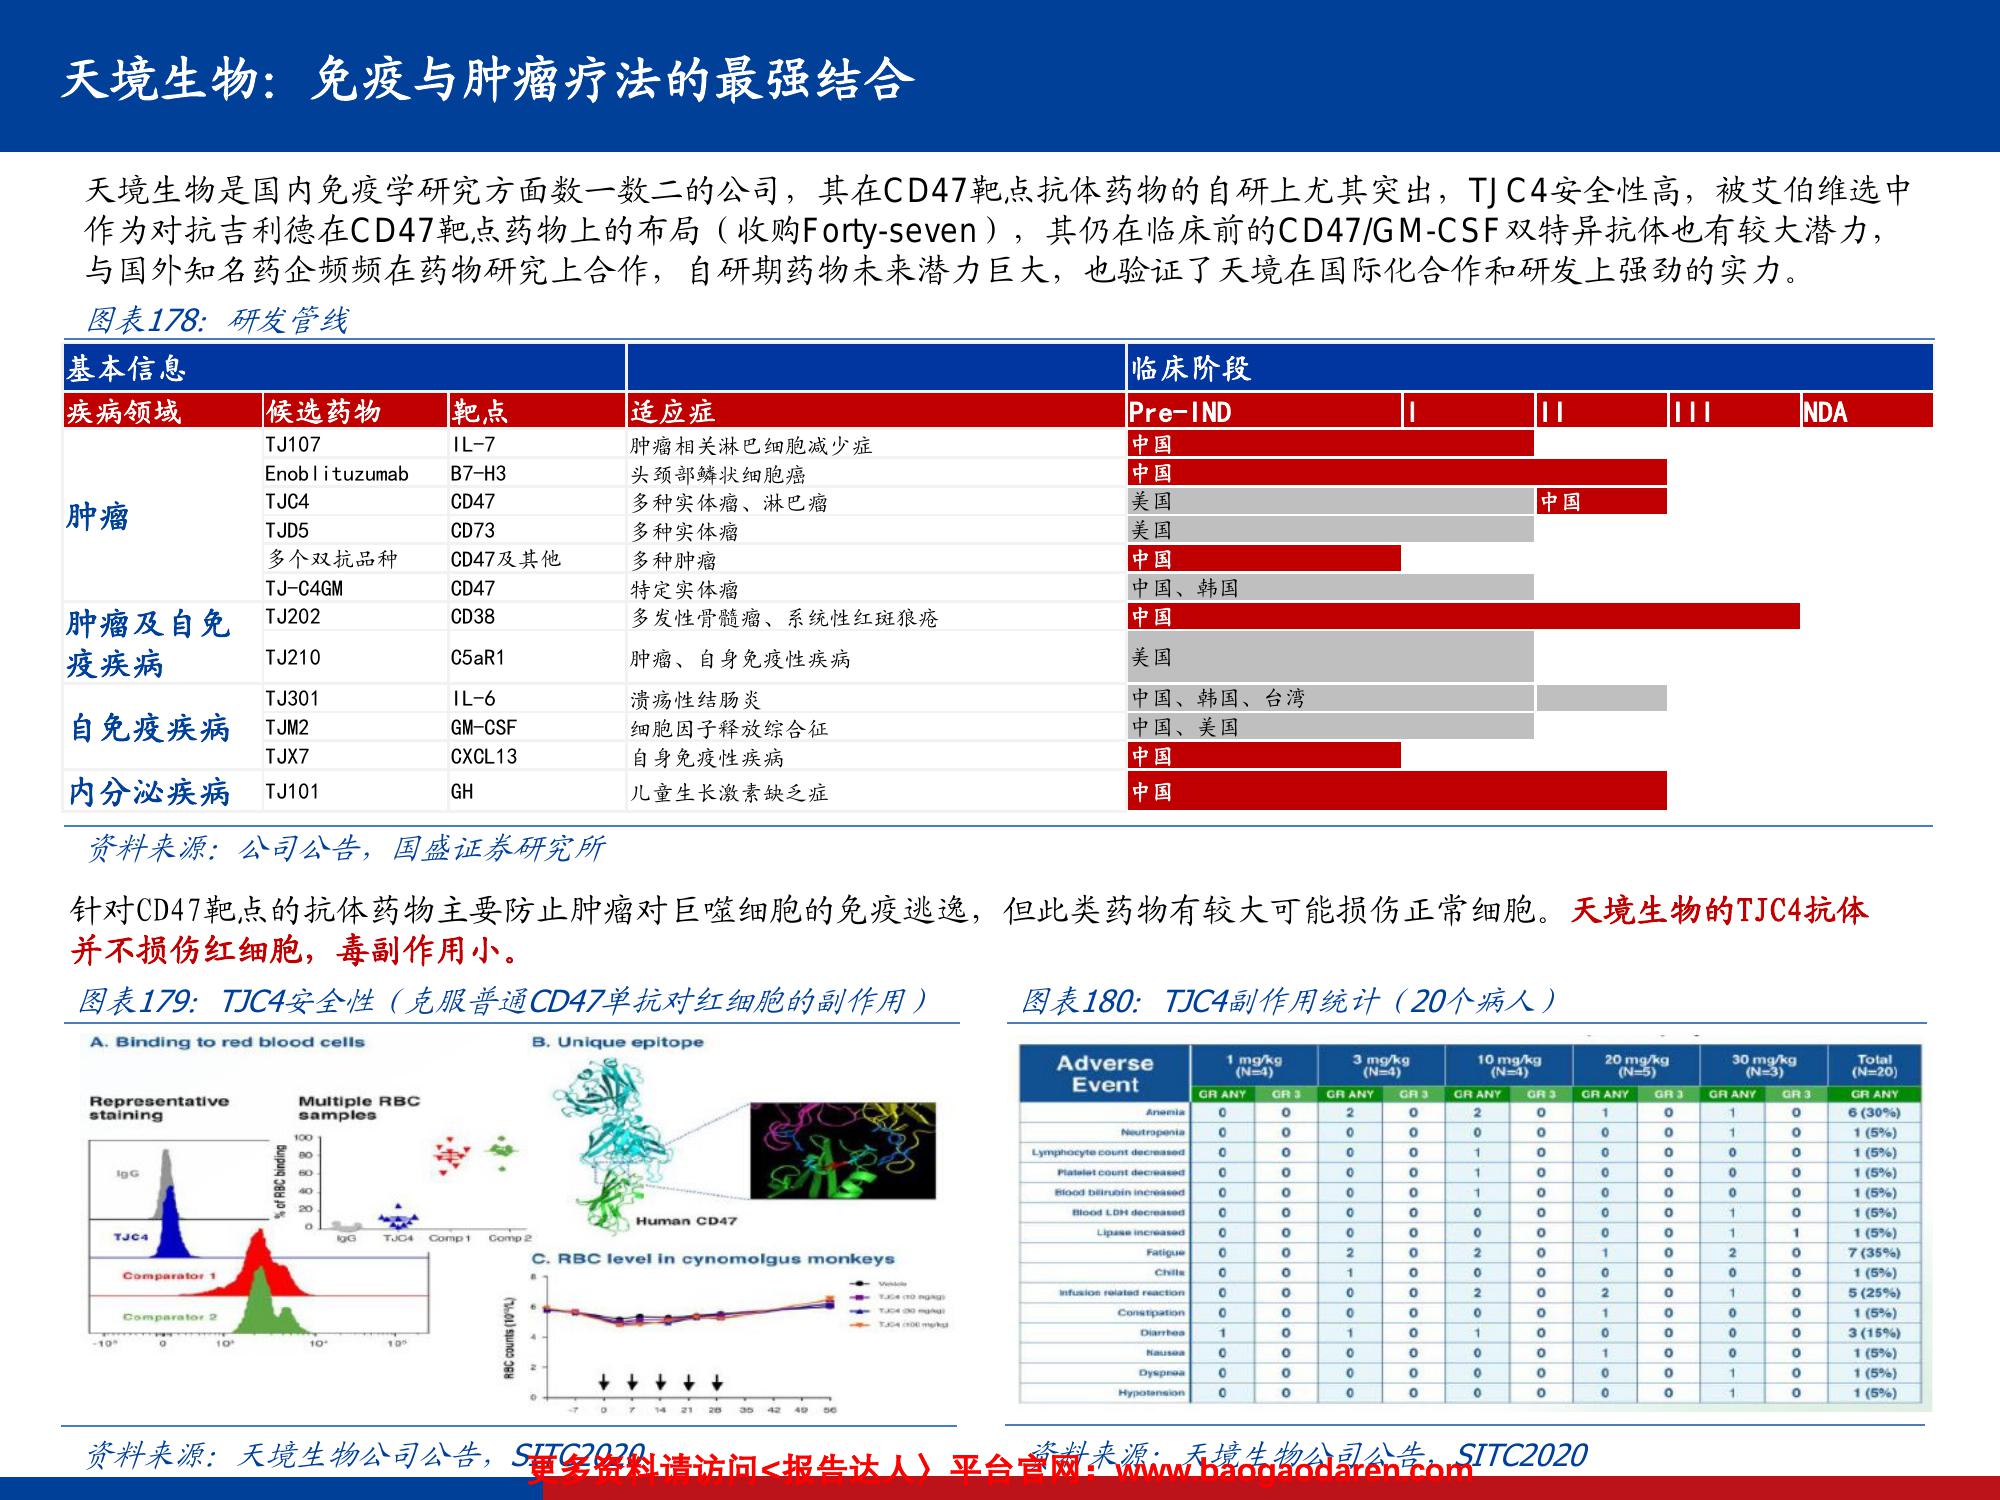 天境生物：免疫与肿瘤疗法的最强结合
天境生物是国内免疫学研究方面数一数二的公司，其在CD47靶点抗体药物的自研上尤其突出，TJC4安全性高，被艾伯维选中
作为对抗吉利德在CD47靶点药物上的布局（收购Forty-seven），其仍在临床前的CD47/GM-CSF双特异抗体也有较大潜力，
与国外知名药企频频在药物研究上合作，自研期药物未来潜力巨大，也验证了天境在国际化合作和研发上强劲的实力。
图表178：研发管线
基本信息 临床阶段
疾病领域 候选药物 靶点 适应症 Pre-IND I II III NDA
肿瘤
TJ107 IL-7 肿瘤相关淋巴细胞减少症 中国
Enoblituzumab B7-H3 头颈部鳞状细胞癌 中国
TJC4 CD47 多种实体瘤、淋巴瘤 美国 中国
TJD5 CD73 多种实体瘤 美国
多个双抗品种 CD47及其他 多种肿瘤 中国
TJ-C4GM CD47 特定实体瘤 中国、韩国
肿瘤及自免
疫疾病
TJ202 CD38 多发性骨髓瘤、系统性红斑狼疮 中国
TJ210 C5aR1 肿瘤、自身免疫性疾病 美国
自免疫疾病
TJ301 IL-6 溃疡性结肠炎 中国、韩国、台湾
TJM2 GM-CSF 细胞因子释放综合征 中国、美国
TJX7 CXCL13 自身免疫性疾病 中国
内分泌疾病 TJ101 GH 儿童生长激素缺乏症 中国
资料来源：公司公告，国盛证券研究所
针对CD47靶点的抗体药物主要防止肿瘤对巨噬细胞的免疫逃逸，但此类药物有较大可能损伤正常细胞。天境生物的TJC4抗体
并不损伤红细胞，毒副作用小。
图表179：TJC4安全性（克服普通CD47单抗对红细胞的副作用）
A. Binding to red blood cells
Representative
staining
IgG
TJC4
Comparator 1
Comparator 2
-10³ 0 10³ 10⁴ 10⁵
Multiple RBC
samples
% of RBC binding
100
80
60
40
20
0
IgG TJC4 Comp 1 Comp 2
B. Unique epitope
Human CD47
C. RBC level in cynomolgus monkeys
RBC counts (10¹²/L)
8
6
4
2
0
-7 0 7 14 21 28 35 42 49 56
Vehicle
TJC4 (10 mg/kg)
TJC4 (30 mg/kg)
TJC4 (100 mg/kg)
资料来源：天境生物公司公告，SITC2020
图表180：TJC4副作用统计（20个病人）
Adverse
Event
1 mg/kg
(N=4)
3 mg/kg
(N=4)
10 mg/kg
(N=4)
20 mg/kg
(N=5)
30 mg/kg
(N=3)
Total
(N=20)
GR ANY GR 3 GR ANY GR 3 GR ANY GR 3 GR ANY GR 3 GR ANY GR 3 GR ANY
Anemia 0 0 2 0 2 0 1 0 1 0 6 (30%)
Neutropenia 0 0 0 0 0 0 0 0 1 0 1 (5%)
Lymphocyte count decreased 0 0 0 0 1 0 0 0 0 0 1 (5%)
Platelet count decreased 0 0 0 0 1 0 0 0 0 0 1 (5%)
Blood bilirubin increased 0 0 0 0 1 0 0 0 0 0 1 (5%)
Blood LDH decreased 0 0 0 0 0 0 0 0 1 0 1 (5%)
Lipase increased 0 0 0 0 0 0 0 0 1 1 1 (5%)
Fatigue 0 0 2 0 2 0 1 0 2 0 7 (35%)
Chills 0 0 1 0 0 0 0 0 0 0 1 (5%)
Infusion related reaction 0 0 0 0 2 0 2 0 1 0 5 (25%)
Constipation 0 0 0 0 0 0 1 0 0 0 1 (5%)
Diarrhea 1 0 1 0 1 0 0 0 0 0 3 (15%)
Nausea 0 0 0 0 0 0 1 0 0 0 1 (5%)
Dyspnea 0 0 0 0 0 0 0 0 1 0 1 (5%)
Hypotension 0 0 0 0 0 0 0 0 1 0 1 (5%)
资料来源：天境生物公司公告，SITC2020
更多资料请访问<报告达人〉平台官网：www.baogaodaren.com